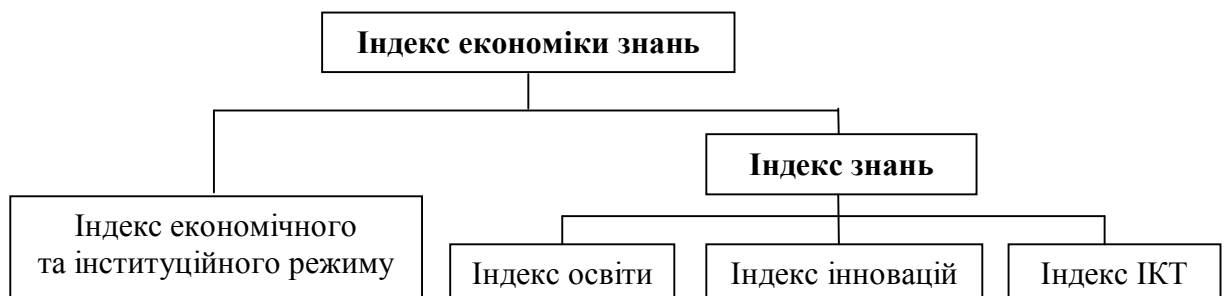 Індекс економіки знань
Індекс знань
Індекс економічного
та інституційного режиму
Індекс освіти
Індекс інновацій
Індекс ІКТ